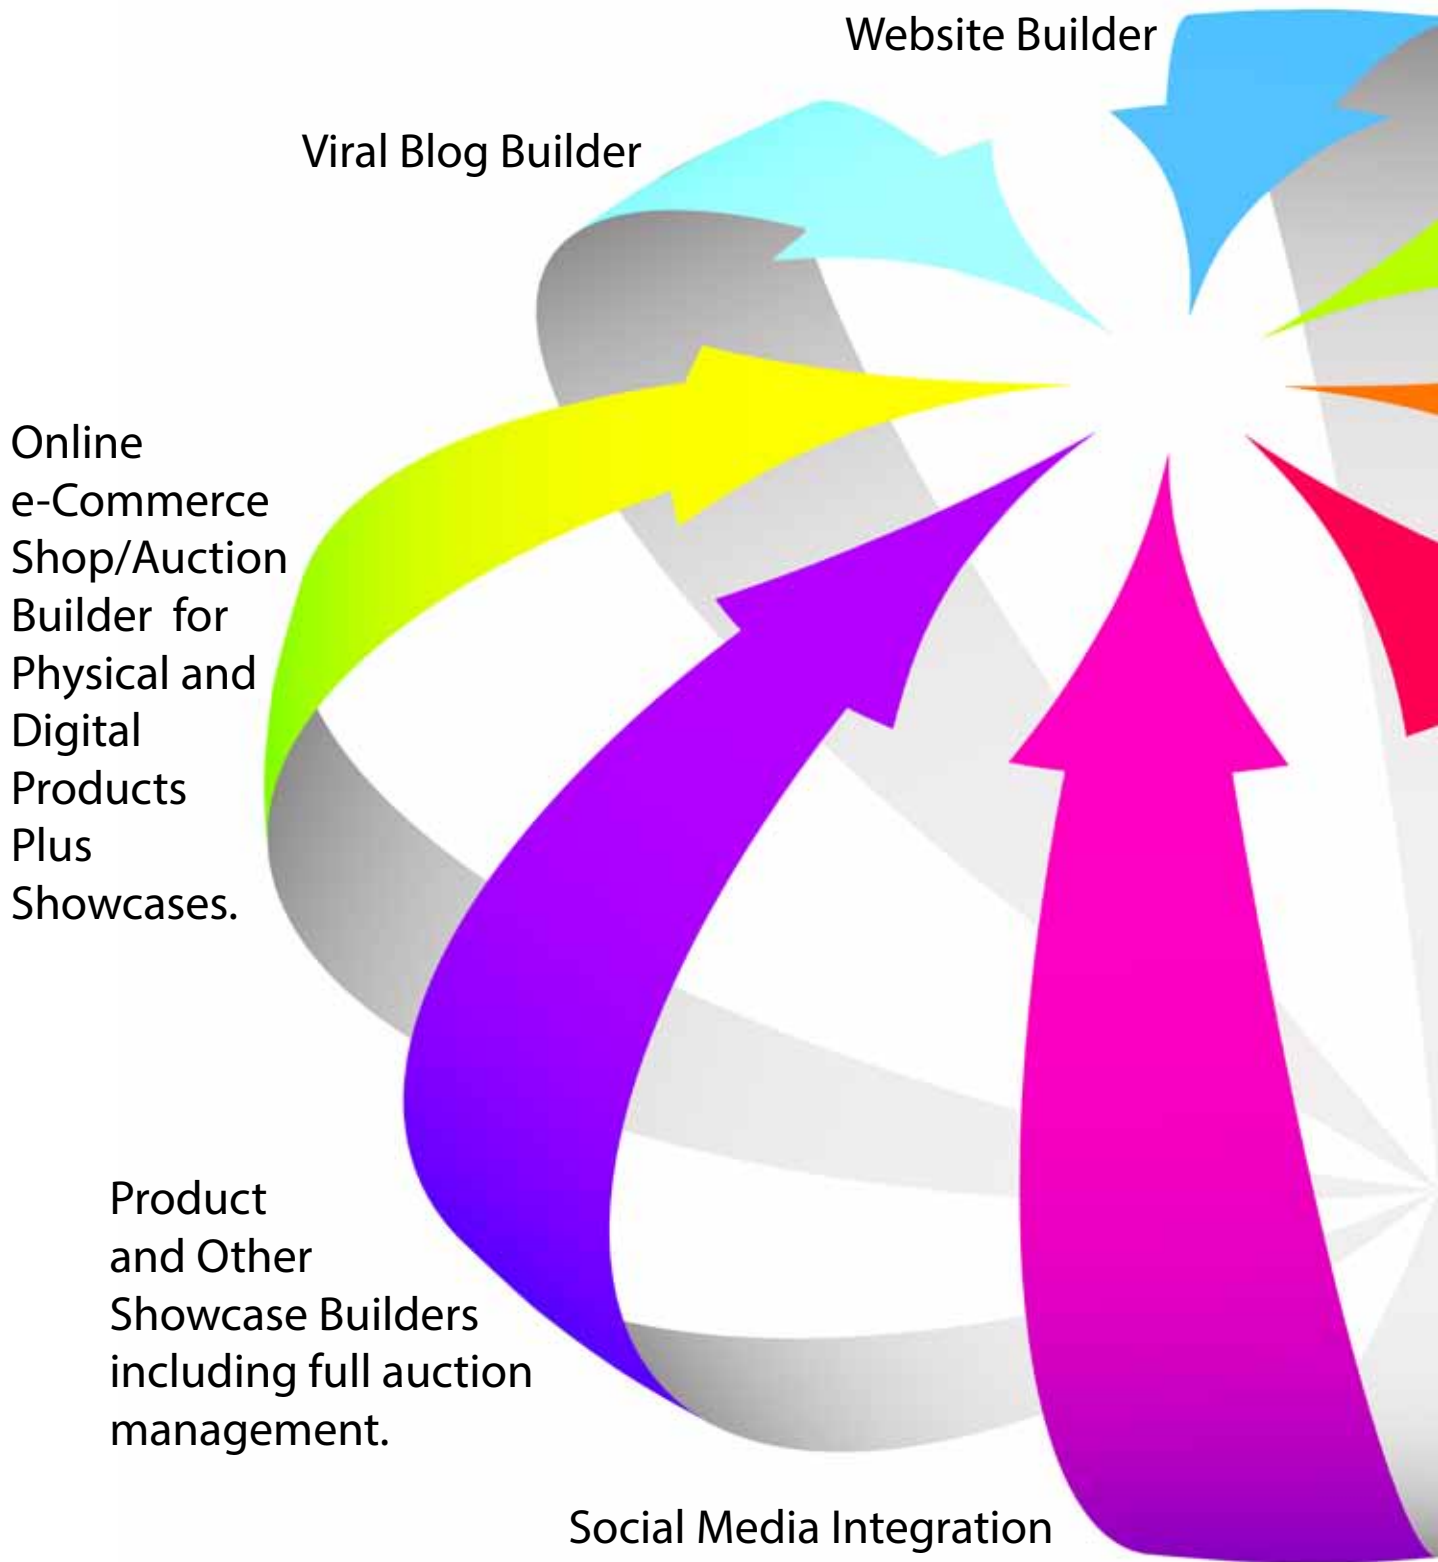 Website Builder
Viral Blog Builder
Online
e-Commerce
Shop/Auction
Builder for
Physical and
Digital
Products
Plus
Showcases.
Product
and Other
Showcase Builders
including full auction
management.
Social Media Integration